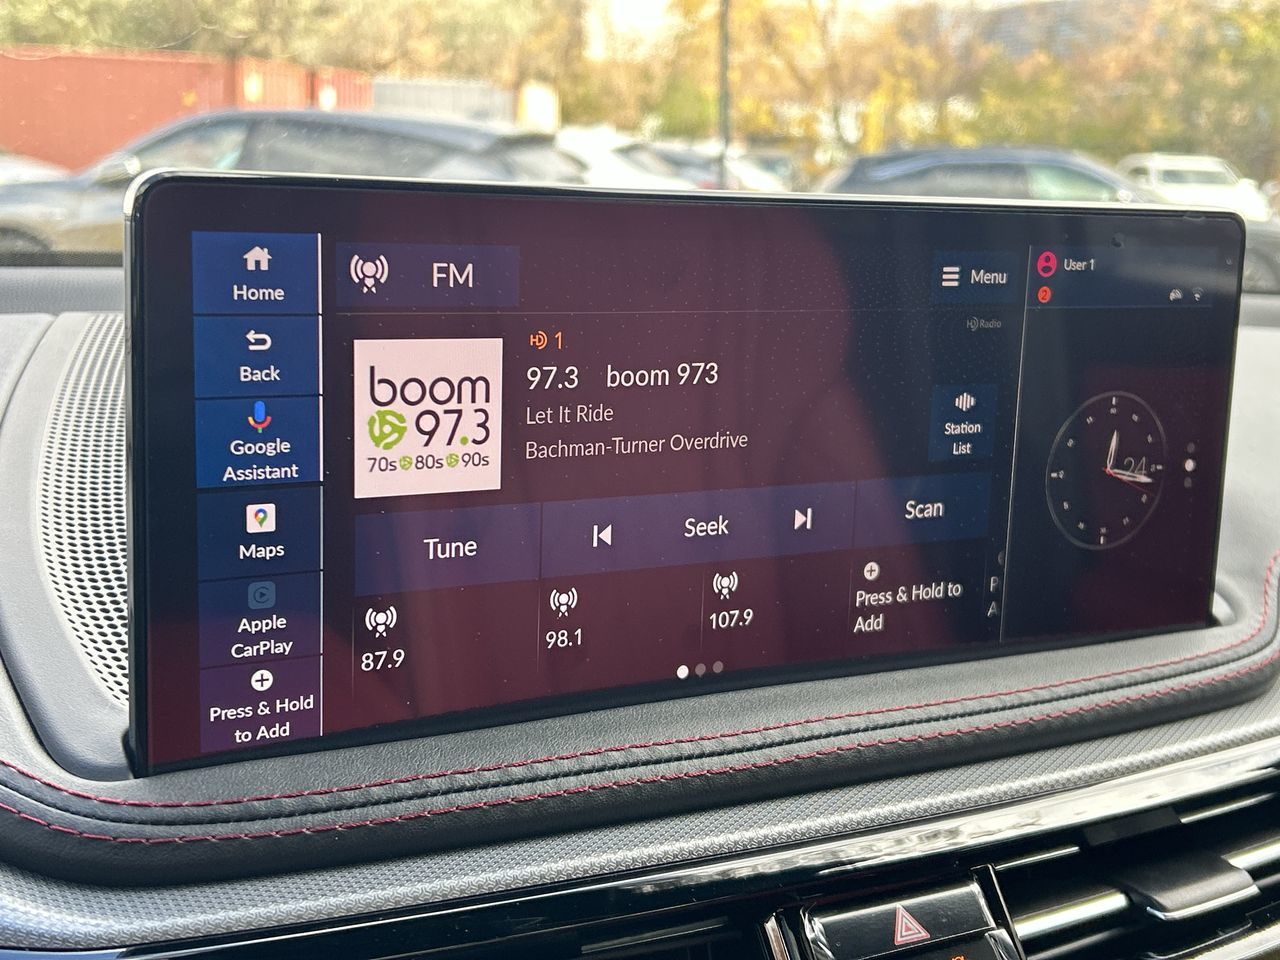 Home
Back
Google
Assistant
Maps
Apple
CarPlay
Press & Hold
to Add
FM
Menu
HD Radio
HD 1
97.3 boom 973
Let It Ride
Bachman-Turner Overdrive
boom
97.3
70s 80s 90s
Station
List
Tune
Seek
Scan
87.9
98.1
107.9
Press & Hold to
Add
P
A
User 1
2
24